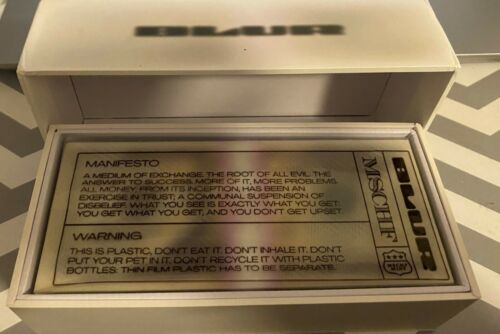 BLUR
MANIFESTO
A MEDIUM OF EXCHANGE. THE ROOT OF ALL EVIL. THE
ANSWER TO SUCCESS. MORE OF IT, MORE PROBLEMS.
ALL MONEY, FROM ITS INCEPTION, HAS BEEN AN
EXERCISE IN TRUST; A COMMUNAL SUSPENSION OF
DISBELIEF. WHAT YOU SEE IS EXACTLY WHAT YOU GET;
YOU GET WHAT YOU GET, AND YOU DON'T GET UPSET.
WARNING
THIS IS PLASTIC, DON'T EAT IT. DON'T INHALE IT. DON'T
PUT YOUR PET IN IT. DON'T RECYCLE IT WITH PLASTIC
BOTTLES: THIN FILM PLASTIC HAS TO BE SEPARATE.
BLUR
MSCHF